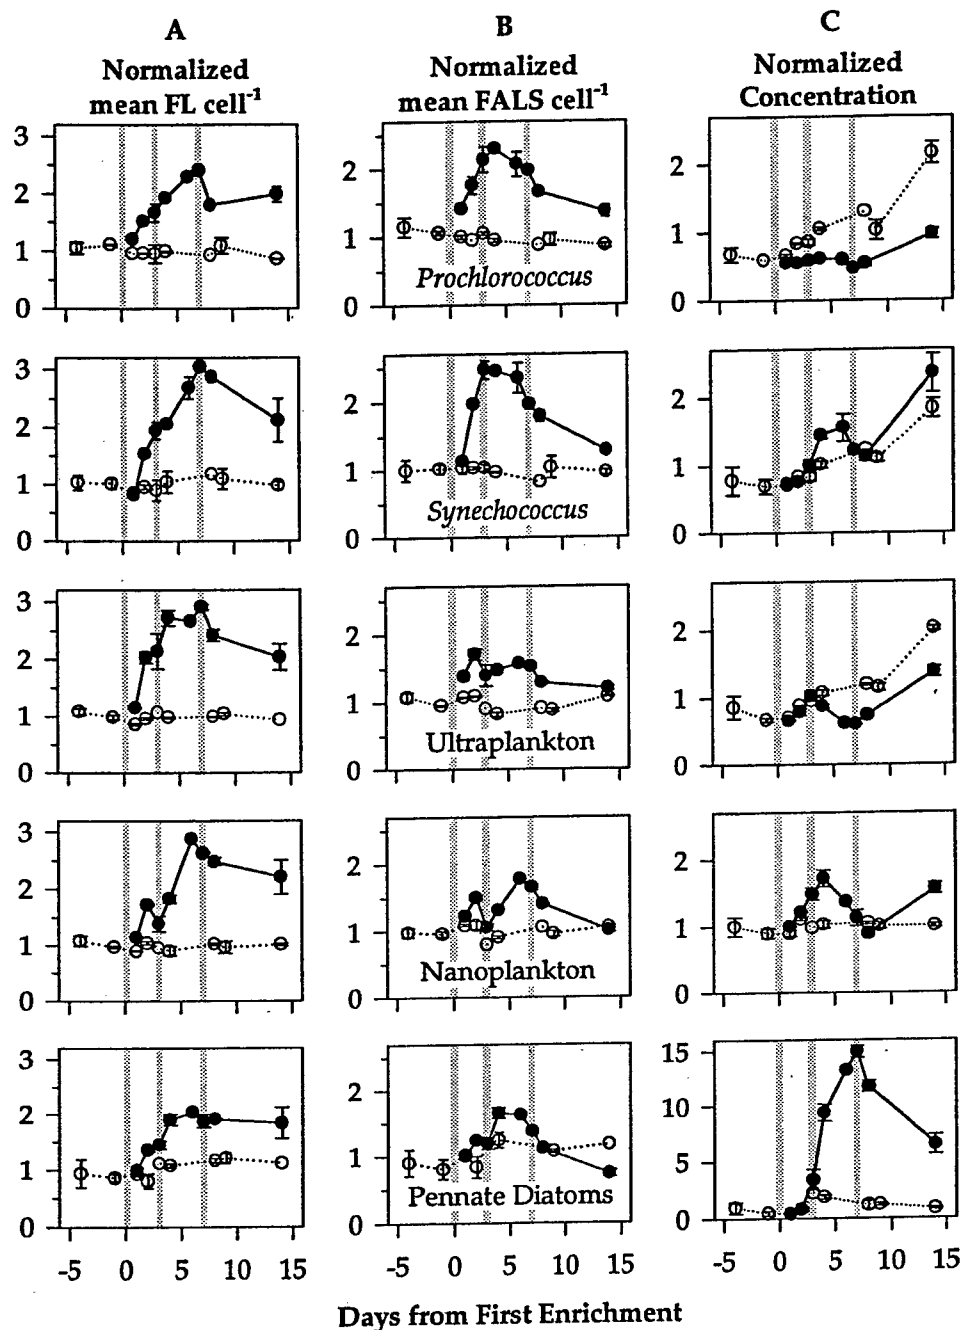 A
B
C
Normalized
mean FL cell⁻¹
Normalized
mean FALS cell⁻¹
Normalized
Concentration
3
2
1
0
2
1
0
Prochlorococcus
2
1
0
3
2
1
0
2
1
0
Synechococcus
2
1
0
3
2
1
0
2
1
0
Ultraplankton
2
1
0
3
2
1
0
2
1
0
Nanoplankton
2
1
0
3
2
1
0
2
1
0
Pennate Diatoms
15
10
5
0
-5 0 5 10 15
-5 0 5 10 15
-5 0 5 10 15
Days from First Enrichment